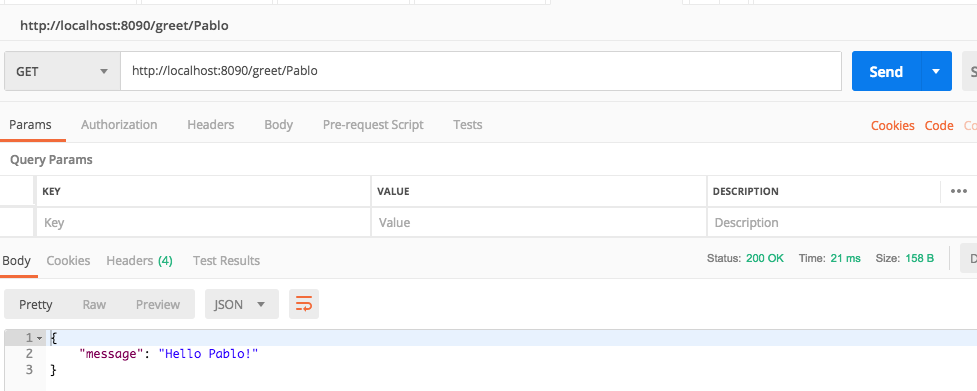 http://localhost:8090/greet/Pablo
GET http://localhost:8090/greet/Pablo Send S
Params Authorization Headers Body Pre-request Script Tests Cookies Code Co
Query Params
KEY VALUE DESCRIPTION •••
Key Value Description
Body Cookies Headers (4) Test Results Status: 200 OK Time: 21 ms Size: 158 B D
Pretty Raw Preview JSON
1 {
2 "message": "Hello Pablo!"
3 }